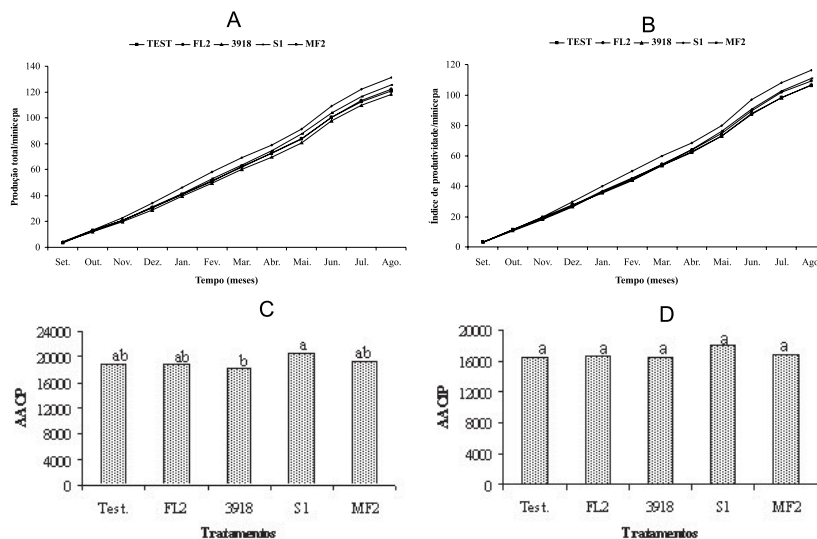 A
TEST FL2 3918 S1 MF2
Produção total/minicepa
140
120
100
80
60
40
20
0
Set. Out. Nov. Dez. Jan. Fev. Mar. Abr. Mai. Jun. Jul. Ago.
Tempo (meses)
B
TEST FL2 3918 S1 MF2
Índice de produtividade/minicepa
120
100
80
60
40
20
0
Set. Out. Nov. Dez. Jan. Fev. Mar. Abr. Mai. Jun. Jul. Ago.
Tempo (meses)
C
AACP
24000
20000
16000
12000
8000
4000
0
ab ab b a ab
Test. FL2 3918 S1 MF2
Tratamentos
D
AACIP
20000
16000
12000
8000
4000
0
a a a a a
Test. FL2 3918 S1 MF2
Tratamentos